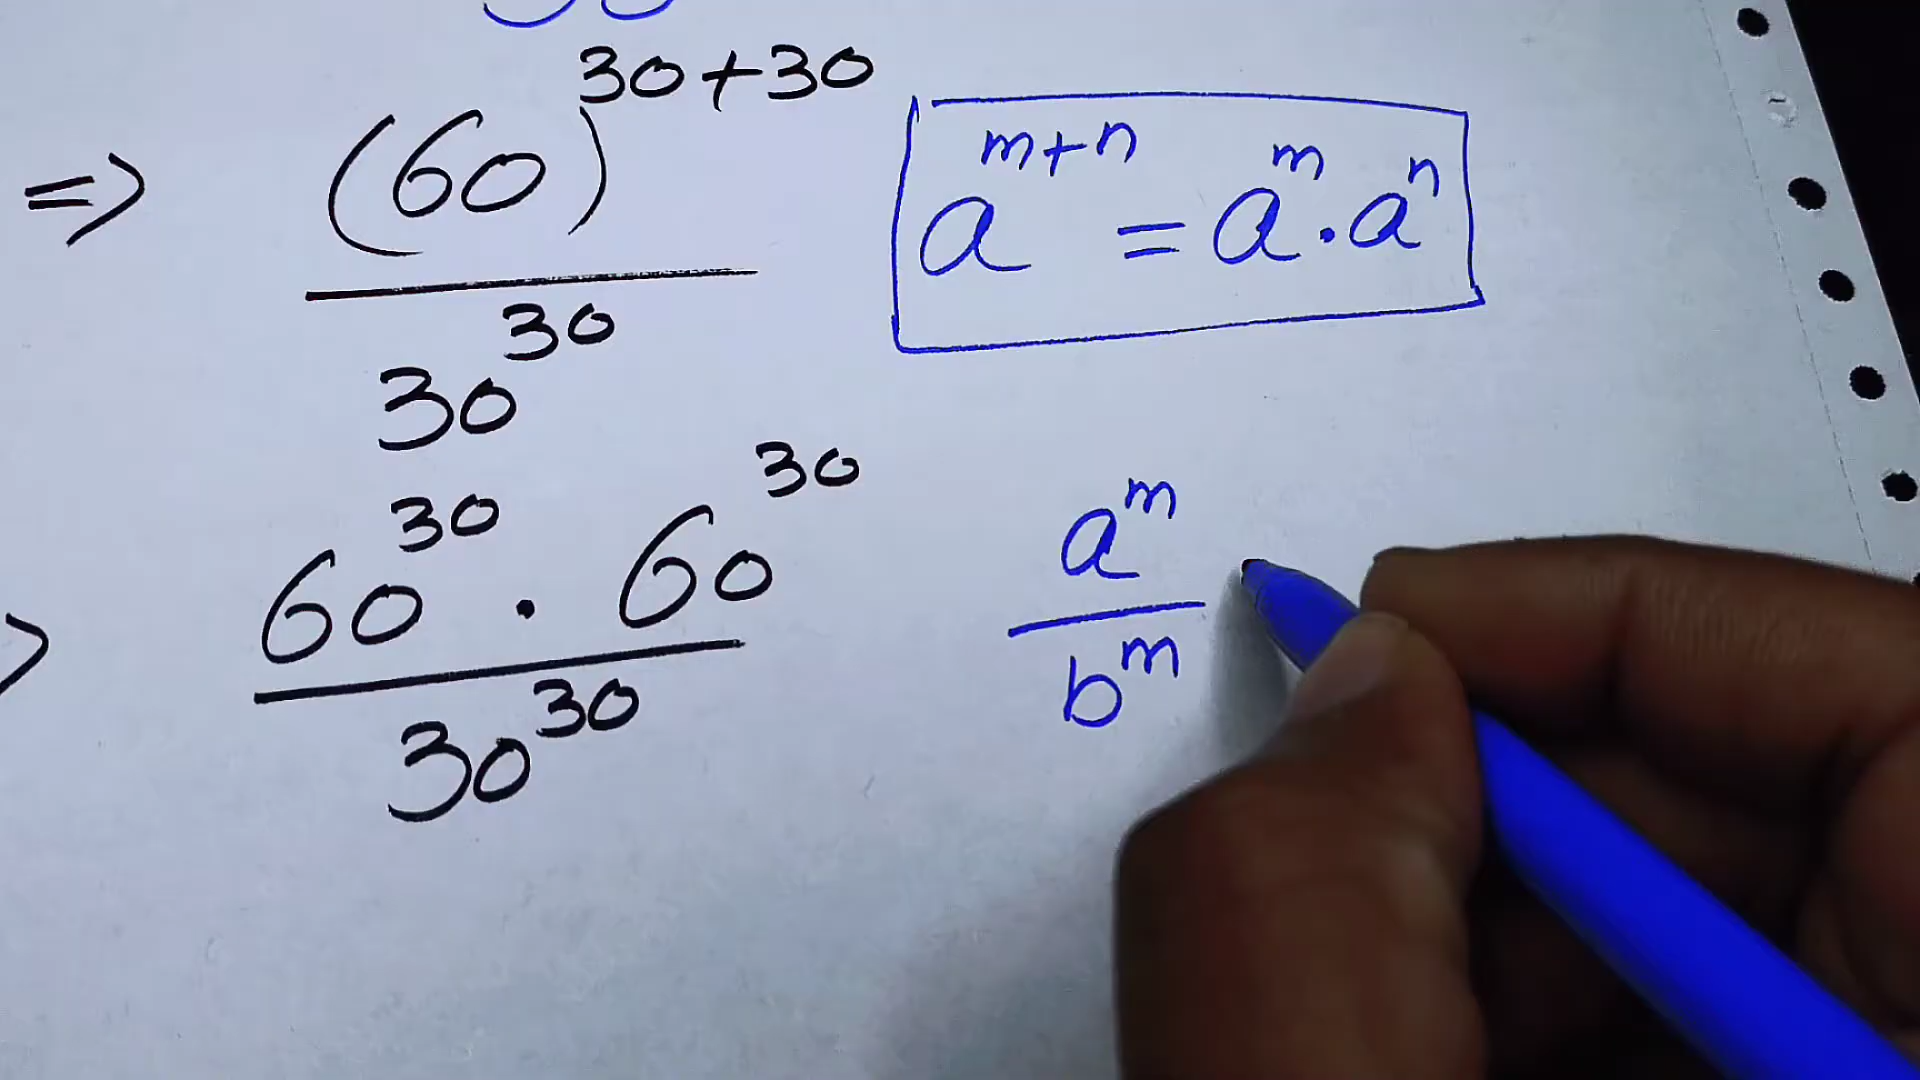 => (60)^30+30 / 30^30
a^m+n = a^m . a^n
> 60^30 . 60^30 / 30^30
a^m / b^m